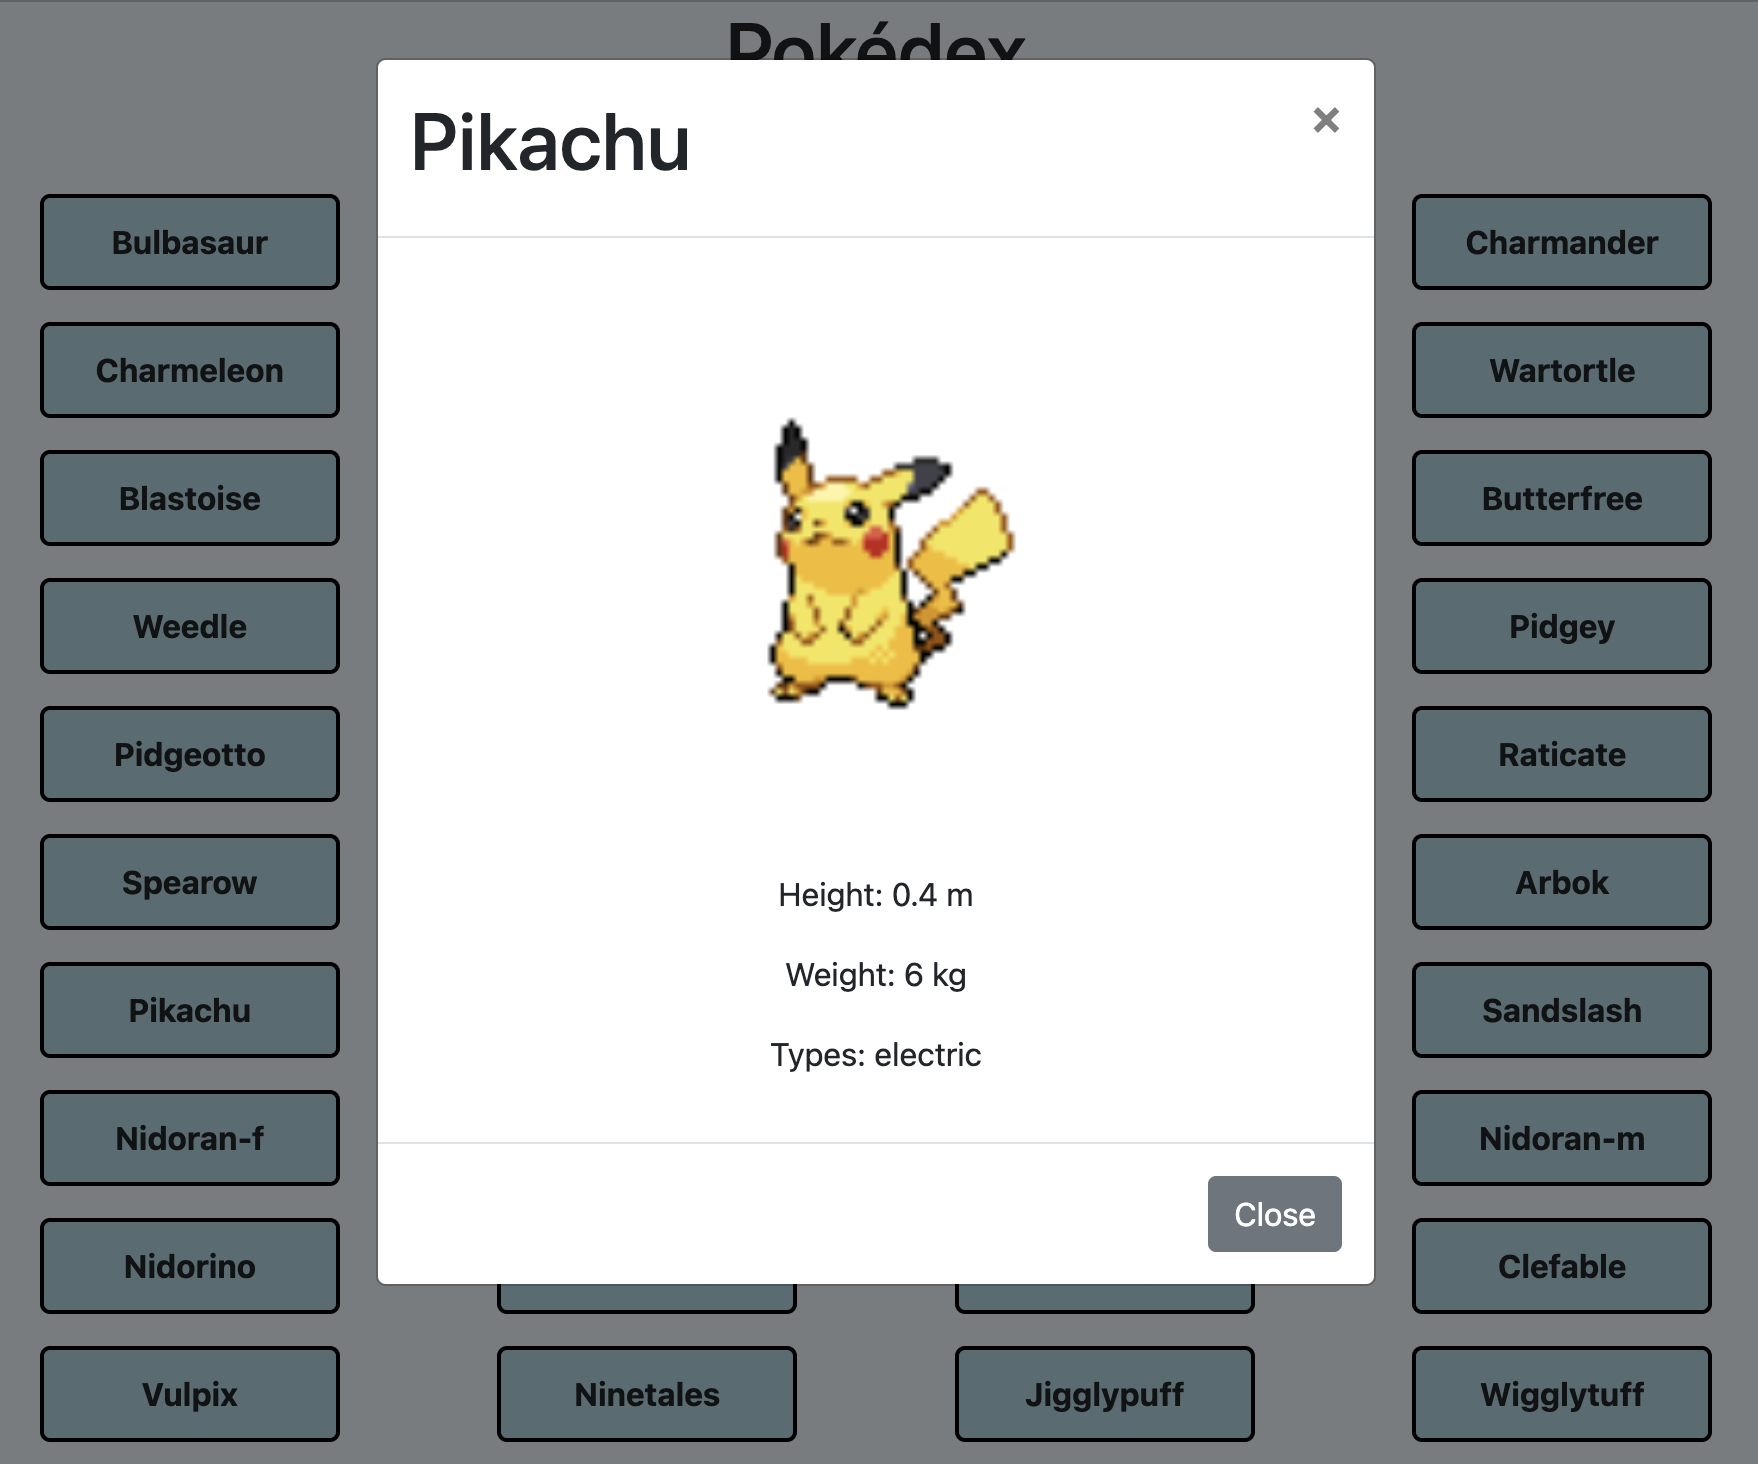 Pokédex
Pikachu
×
Bulbasaur
Charmander
Charmeleon
Wartortle
Blastoise
Butterfree
Weedle
Pidgey
Pidgeotto
Raticate
Spearow
Arbok
Pikachu
Sandslash
Nidoran-f
Nidoran-m
Nidorino
Clefable
Height: 0.4 m
Weight: 6 kg
Types: electric
Close
Vulpix
Ninetales
Jigglypuff
Wigglytuff